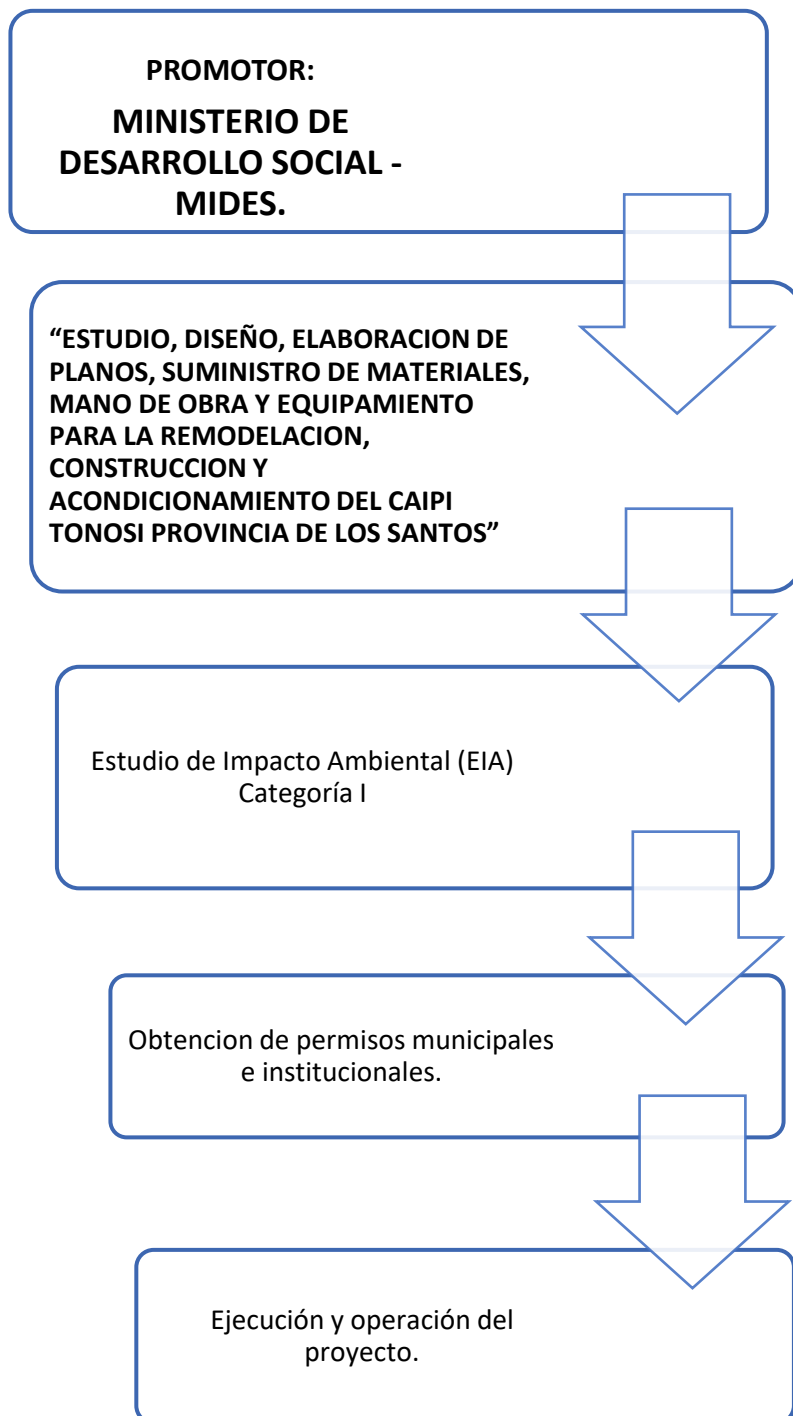 PROMOTOR:
MINISTERIO DE
DESARROLLO SOCIAL -
MIDES.
“ESTUDIO, DISEÑO, ELABORACION DE
PLANOS, SUMINISTRO DE MATERIALES,
MANO DE OBRA Y EQUIPAMIENTO
PARA LA REMODELACION,
CONSTRUCCION Y
ACONDICIONAMIENTO DEL CAIPI
TONOSI PROVINCIA DE LOS SANTOS”
Estudio de Impacto Ambiental (EIA)
Categoría I
Obtencion de permisos municipales
e institucionales.
Ejecución y operación del
proyecto.